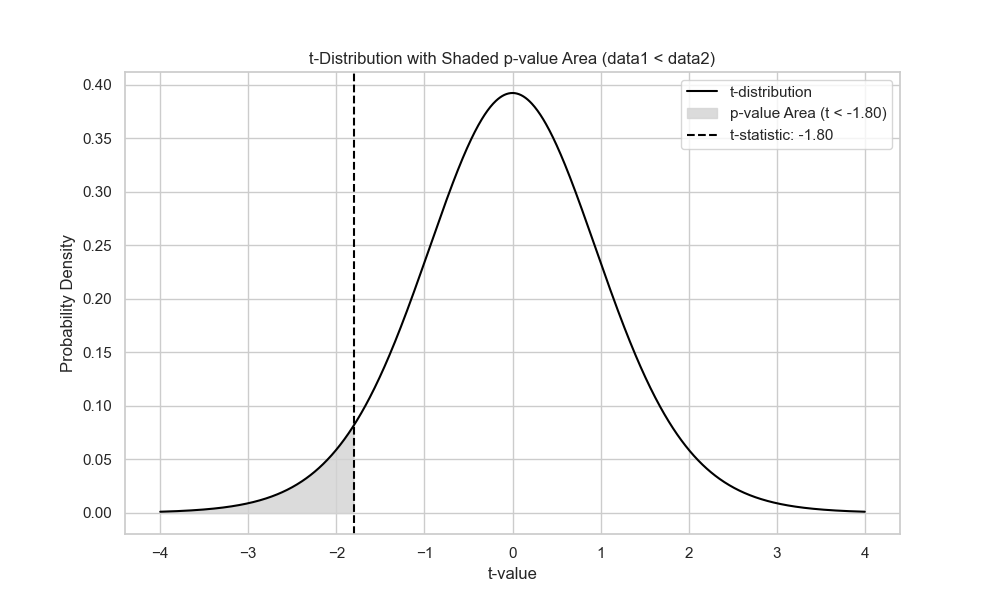 t-Distribution with Shaded p-value Area (data1 < data2)
t-distribution
p-value Area (t < -1.80)
t-statistic: -1.80
Probability Density
0.40
0.35
0.30
0.25
0.20
0.15
0.10
0.05
0.00
−4 −3 −2 −1 0 1 2 3 4
t-value